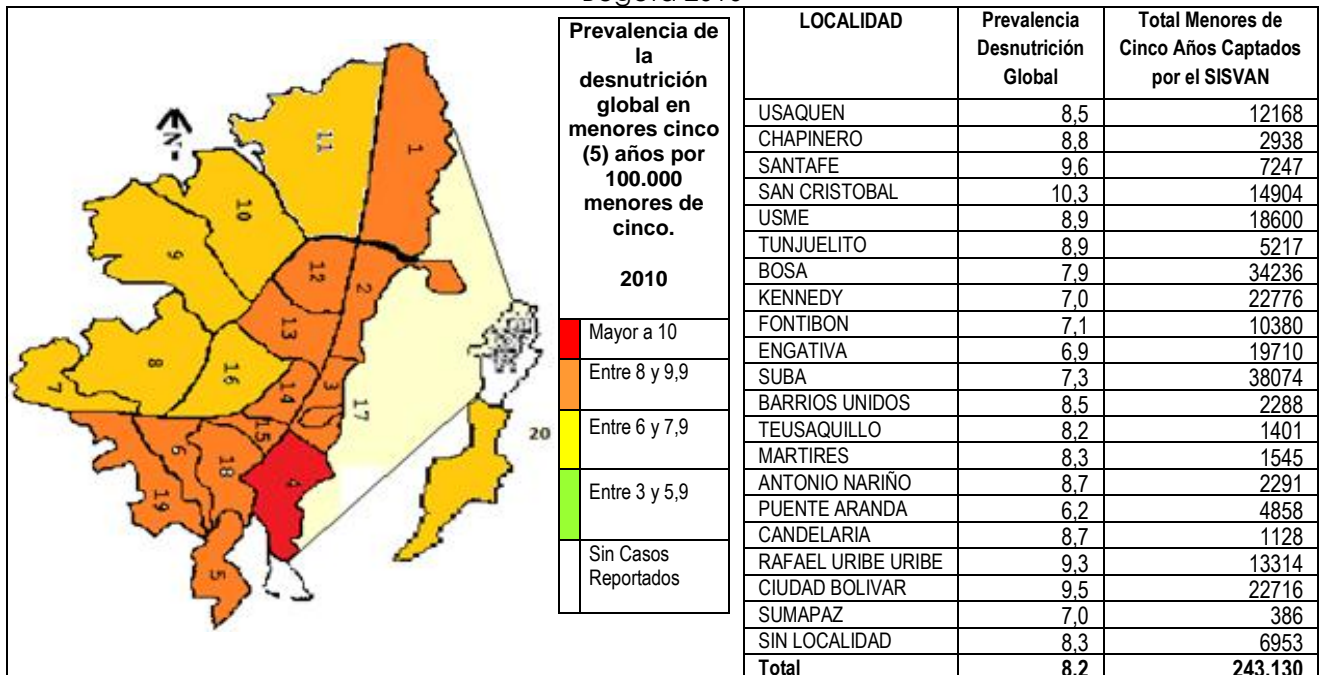 Prevalencia de
la
desnutrición
global en
menores cinco
(5) años por
100.000
menores de
cinco.
2010
Mayor a 10
Entre 8 y 9,9
Entre 6 y 7,9
Entre 3 y 5,9
Sin Casos
Reportados
N
1
11
10
9
12
2
13
8
16
7
14
3
17
15
6
18
4
19
5
20
LOCALIDAD Prevalencia Desnutrición Global Total Menores de Cinco Años Captados por el SISVAN
USAQUEN 8,5 12168
CHAPINERO 8,8 2938
SANTAFE 9,6 7247
SAN CRISTOBAL 10,3 14904
USME 8,9 18600
TUNJUELITO 8,9 5217
BOSA 7,9 34236
KENNEDY 7,0 22776
FONTIBON 7,1 10380
ENGATIVA 6,9 19710
SUBA 7,3 38074
BARRIOS UNIDOS 8,5 2288
TEUSAQUILLO 8,2 1401
MARTIRES 8,3 1545
ANTONIO NARIÑO 8,7 2291
PUENTE ARANDA 6,2 4858
CANDELARIA 8,7 1128
RAFAEL URIBE URIBE 9,3 13314
CIUDAD BOLIVAR 9,5 22716
SUMAPAZ 7,0 386
SIN LOCALIDAD 8,3 6953
Total 8,2 243.130